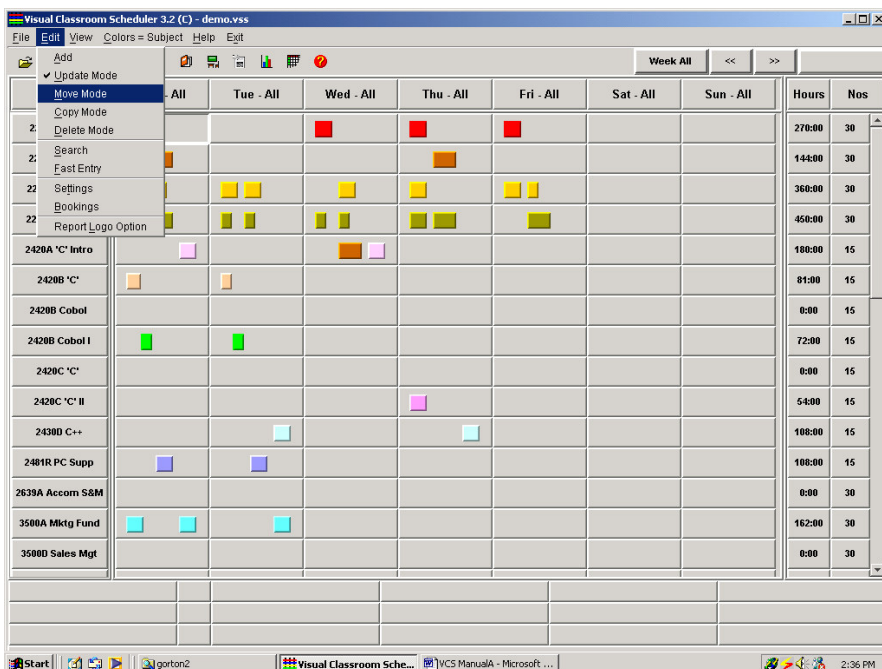 Visual Classroom Scheduler 3.2 (C) - demo.vss
File Edit View Colors = Subject Help Exit
Week All << >>
Add
Update Mode
Move Mode
Copy Mode
Delete Mode
Search
Fast Entry
Settings
Bookings
Report Logo Option
- All Tue - All Wed - All Thu - All Fri - All Sat - All Sun - All Hours Nos
270:00 30
22 144:00 30
22 360:00 30
22 450:00 30
2420A 'C' Intro 180:00 15
2420B 'C' 81:00 15
2420B Cobol 0:00 15
2420B Cobol I 72:00 15
2420C 'C' 0:00 15
2420C 'C' II 54:00 15
2430D C++ 108:00 15
2481R PC Supp 108:00 15
2639A Accom S&M 0:00 30
3500A Mktg Fund 162:00 30
3500D Sales Mgt 0:00 30
Start gorton2 Visual Classroom Sche... VCS ManualA - Microsoft ... 2:36 PM